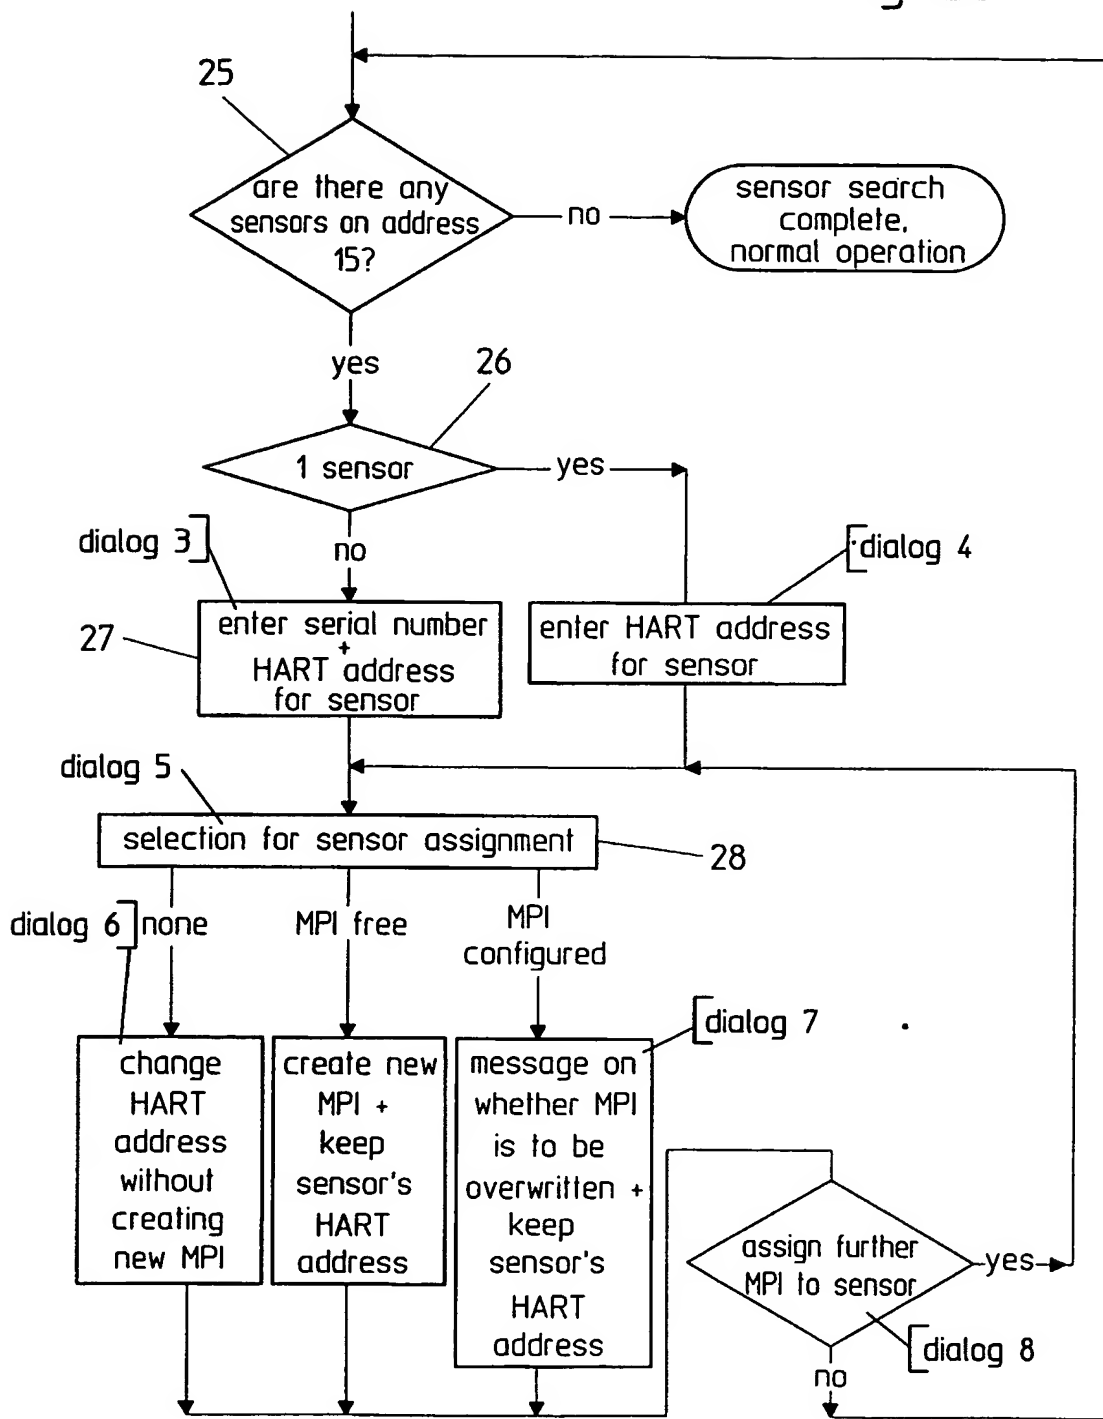 25
are there any
sensors on address
15?
no
sensor search
complete,
normal operation
yes
26
1 sensor
yes
dialog 3
no
dialog 4
27
enter serial number
+
HART address
for sensor
enter HART address
for sensor
dialog 5
selection for sensor assignment
28
dialog 6
none
MPI free
MPI
configured
dialog 7
change
HART
address
without
creating
new MPI
create new
MPI +
keep
sensor's
HART
address
message on
whether MPI
is to be
overwritten +
keep
sensor's
HART
address
assign further
MPI to sensor
yes
dialog 8
no